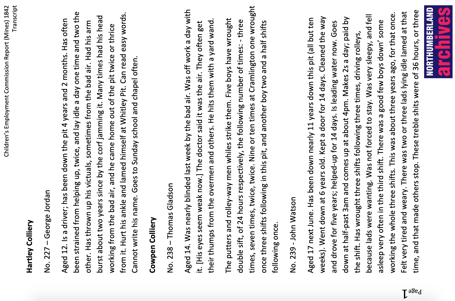 Children's Employment Commission Report (Mines) 1842
Transcript
Hartley Colliery
No. 227 – George Jordan
Aged 12. Is a driver; has been down the pit 4 years and 2 months. Has often
been strained from helping up, twice, and lay idle a day one time and two the
other. Has thrown up his victuals, sometimes from the bad air. Had his arm
burst about two years since by the corf jamming it. Many times had his head
working from the bad air, and he came home out of the pit twice or thrice
from it. Hurt his ankle and lamed himself at Whitley Pit. Can read easy words.
Cannot write his name. Goes to Sunday school and chapel often.
Cowpen Colliery
No. 238 – Thomas Gladson
Aged 14. Was nearly blinded last week by the bad air. Was off work a day with
it. [His eyes seem weak now.] The doctor said it was the air. They often get
their thumps from the overmen and others. He hits them with a yard wand.
The putters and rolley-way men whiles strike them. Five boys have wrought
double sift, of 24 hours respectively, the following number of times: - three
times, seven times, twice, twice. Nine or ten times at Cramlington one wrought
once three shifts following in this pit, and another boy two and a half shifts
following once.
No. 239 - John Watson
Aged 17 next June. Has been down nearly 11 years down this pit (all but ten
weeks). Went down at 6 years old. Kept a door for 14 days. Cleaned the way
and drove for five years; helped-up for 14 days. Is leading water now. Goes
down at half-past 3am and comes up at about 4pm. Makes 2s a day; paid by
the shift. Has wrought three shifts following three times, driving rolleys,
because lads were wanting. Was not forced to stay. Was very sleepy, and fell
asleep very often in the third shift. There was a good few boys down' some
working the whole three shifts. This was about three years ago, for that once.
Felt very tired and weary. There was two or three lads lying idle lamed at that
time, and that made others stop. These treble shits were of 36 hours, or three
Page 1
NORTHUMBERLAND
archives